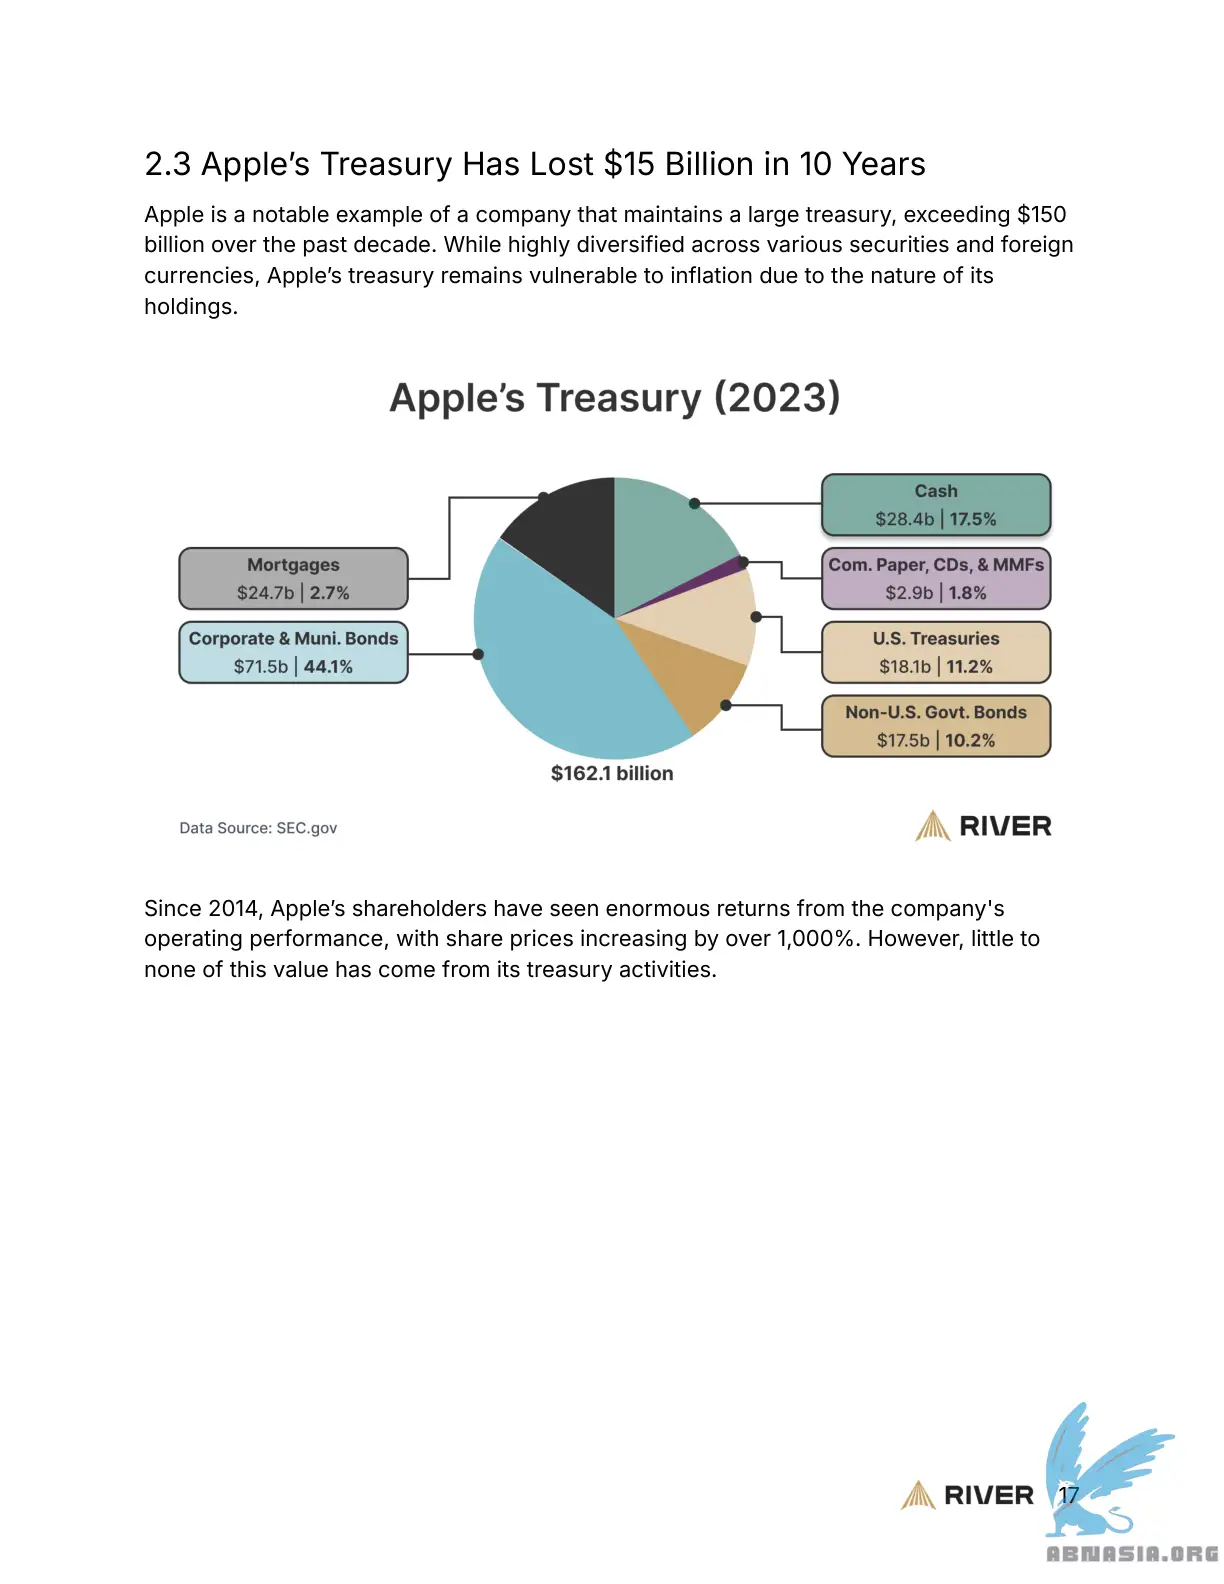 2.3 Apple’s Treasury Has Lost $15 Billion in 10 Years
Apple is a notable example of a company that maintains a large treasury, exceeding $150
billion over the past decade. While highly diversified across various securities and foreign
currencies, Apple’s treasury remains vulnerable to inflation due to the nature of its
holdings.
Apple’s Treasury (2023)
Mortgages
$24.7b | 2.7%
Corporate & Muni. Bonds
$71.5b | 44.1%
Cash
$28.4b | 17.5%
Com. Paper, CDs, & MMFs
$2.9b | 1.8%
U.S. Treasuries
$18.1b | 11.2%
Non-U.S. Govt. Bonds
$17.5b | 10.2%
$162.1 billion
Data Source: SEC.gov
RIVER
Since 2014, Apple’s shareholders have seen enormous returns from the company's
operating performance, with share prices increasing by over 1,000%. However, little to
none of this value has come from its treasury activities.
RIVER
17
ABNASIA.ORG